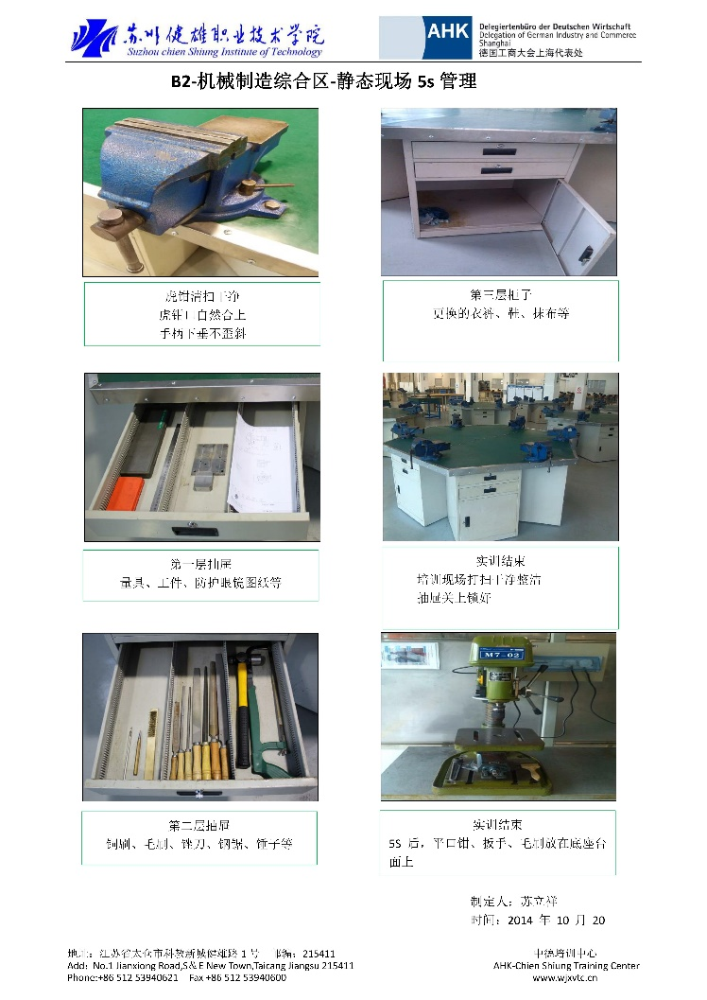 苏州健雄职业技术学院
Suzhou chien Shiung Institute of Technology
AHK
Delegiertenbüro der Deutschen Wirtschaft
Delegation of German Industry and Commerce
Shanghai
德国工商大会上海代表处
B2-机械制造综合区-静态现场 5s 管理
虎钳清扫干净
虎钳口自然合上
手柄下垂不歪斜
第三层柜子
更换的衣裤、鞋、抹布等
第一层抽屉
量具、工件、防护眼镜图纸等
实训结束
培训现场打扫干净整洁
抽屉关上锁好
M7-02
第二层抽屉
铜刷、毛刷、锉刀、钢锯、锤子等
实训结束
5S 后，平口钳、扳手、毛刷放在底座台
面上
制定人：苏立祥
时间：2014 年 10 月 20
地址：江苏省太仓市科教新城健雄路 1 号 邮编：215411
Add：No.1 Jianxiong Road,S＆E New Town,Taicang Jiangsu 215411
Phone:+86 512 53940621 Fax +86 512 53940600
中德培训中心
AHK-Chien Shiung Training Center
www.wjxvtc.cn